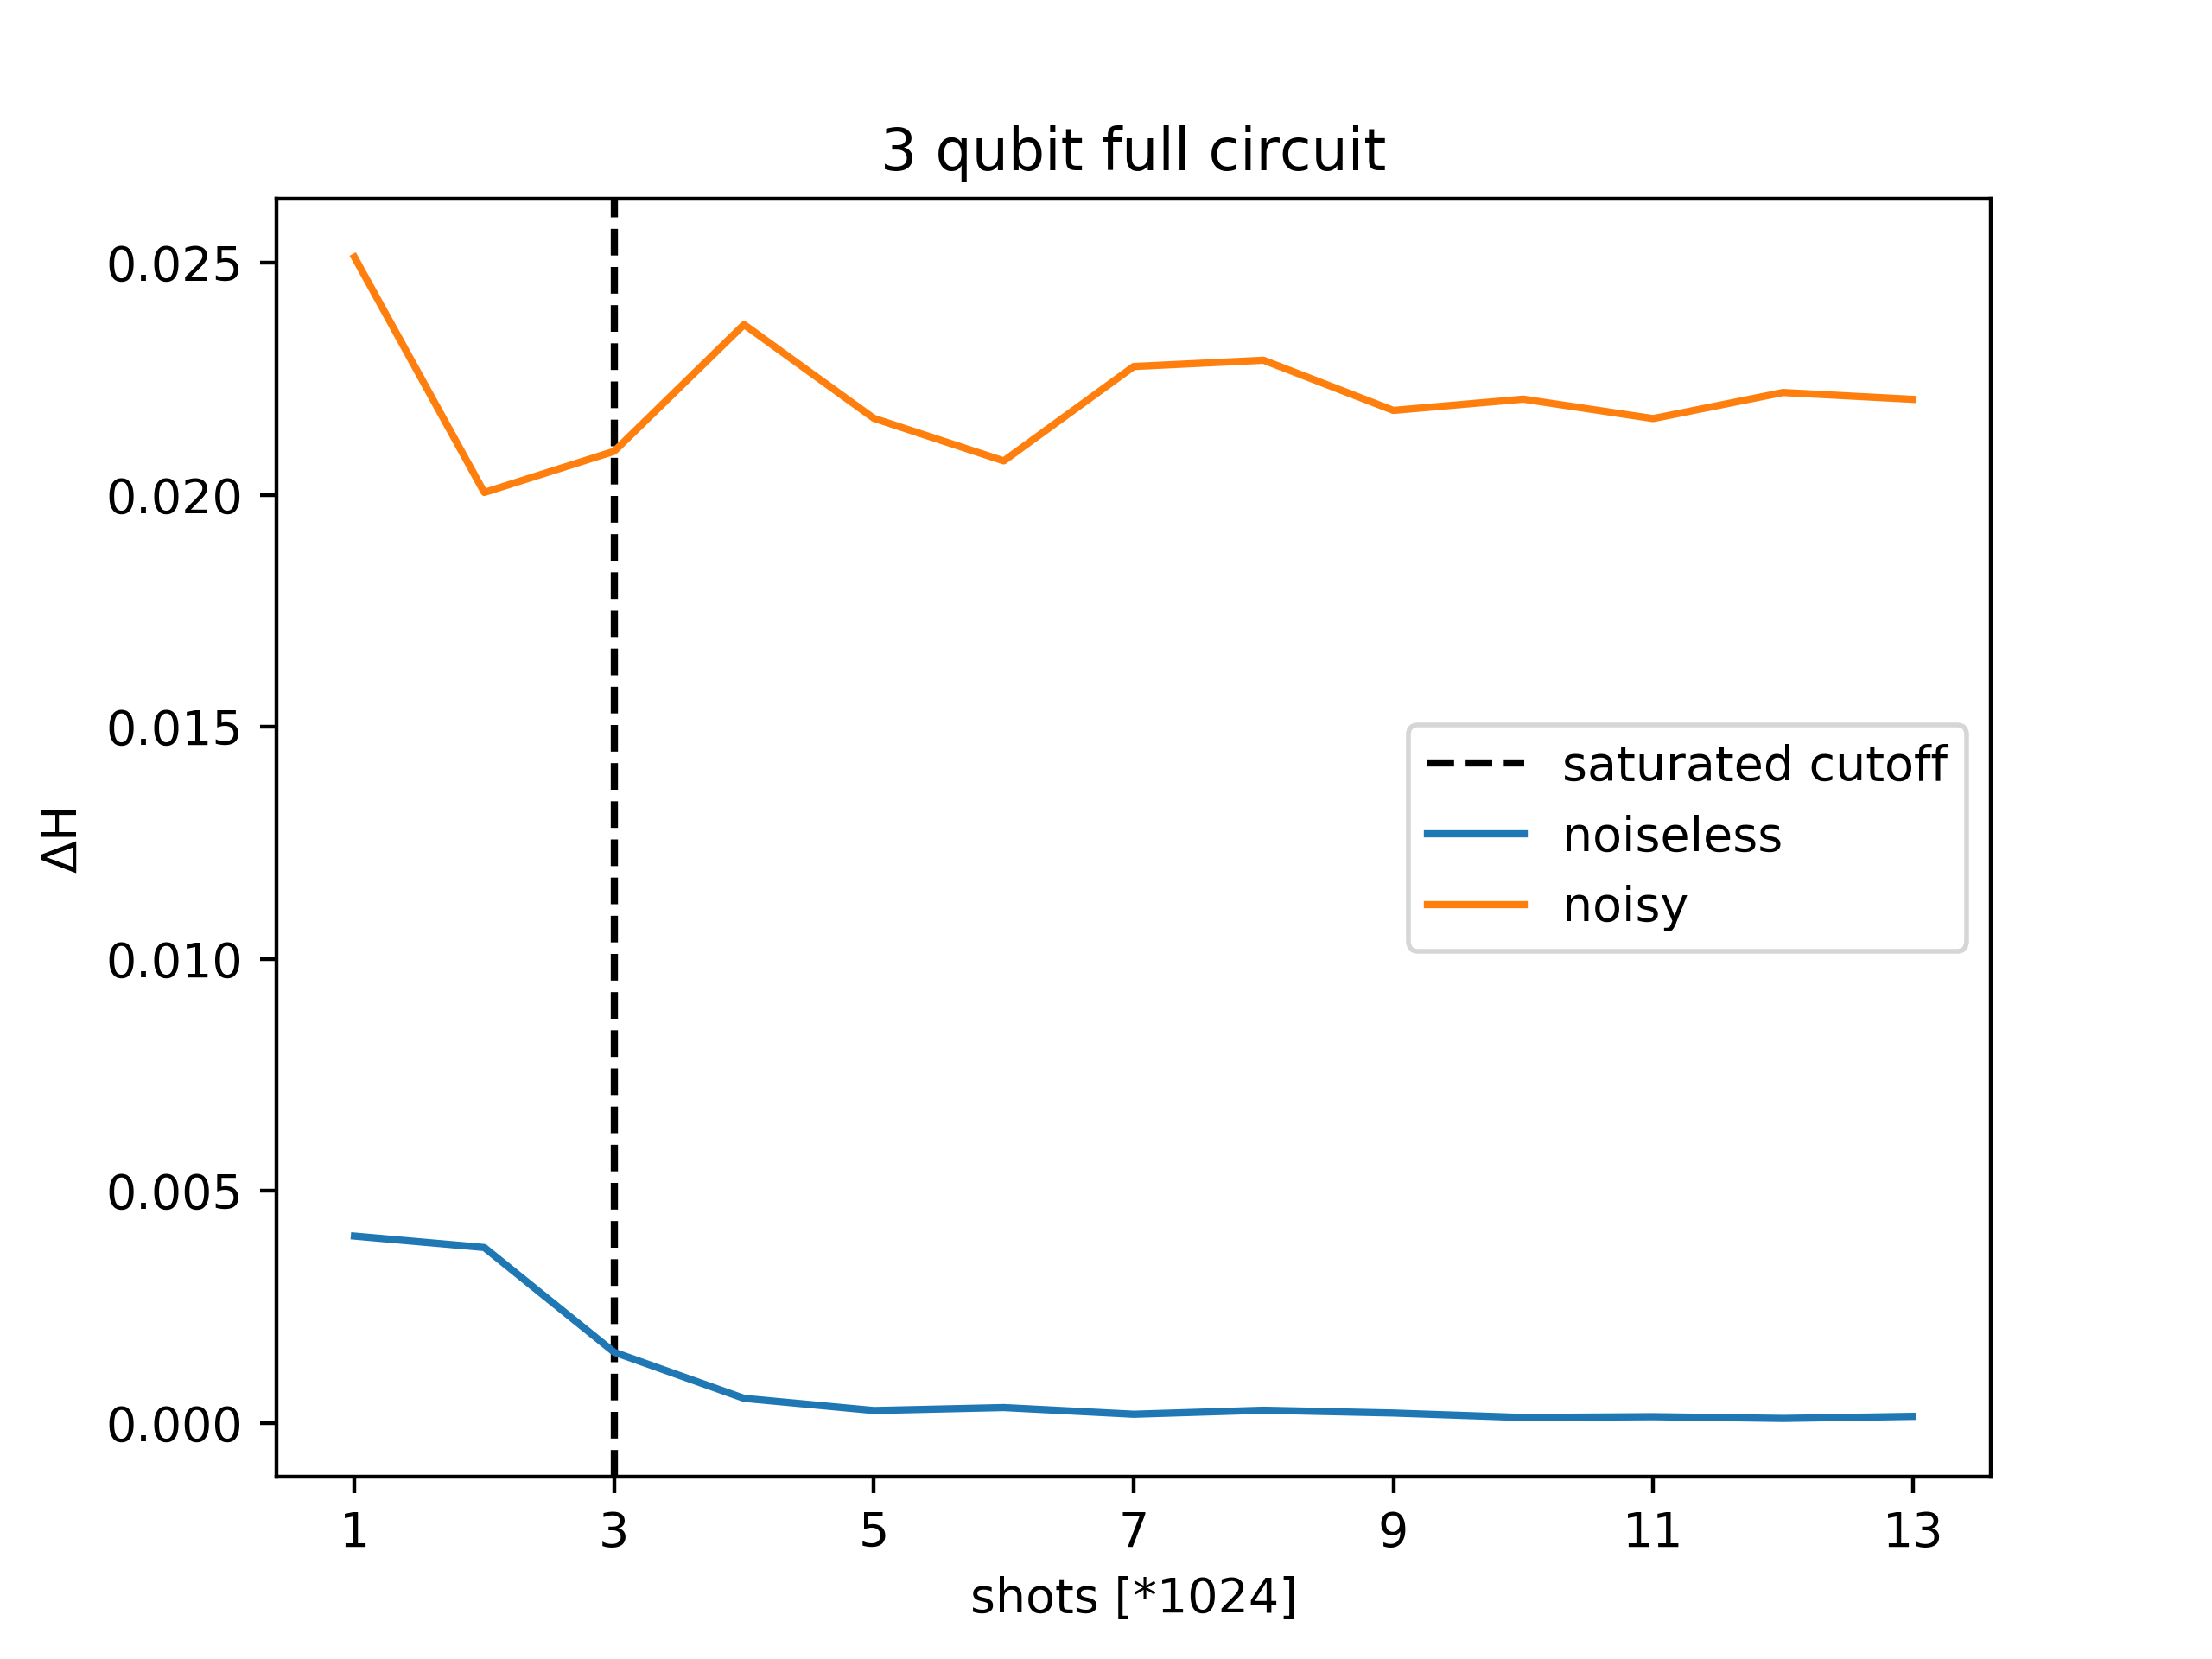 3 qubit full circuit
0.025
0.020
0.015
0.010
0.005
0.000
ΔH
saturated cutoff
noiseless
noisy
1 3 5 7 9 11 13
shots [*1024]